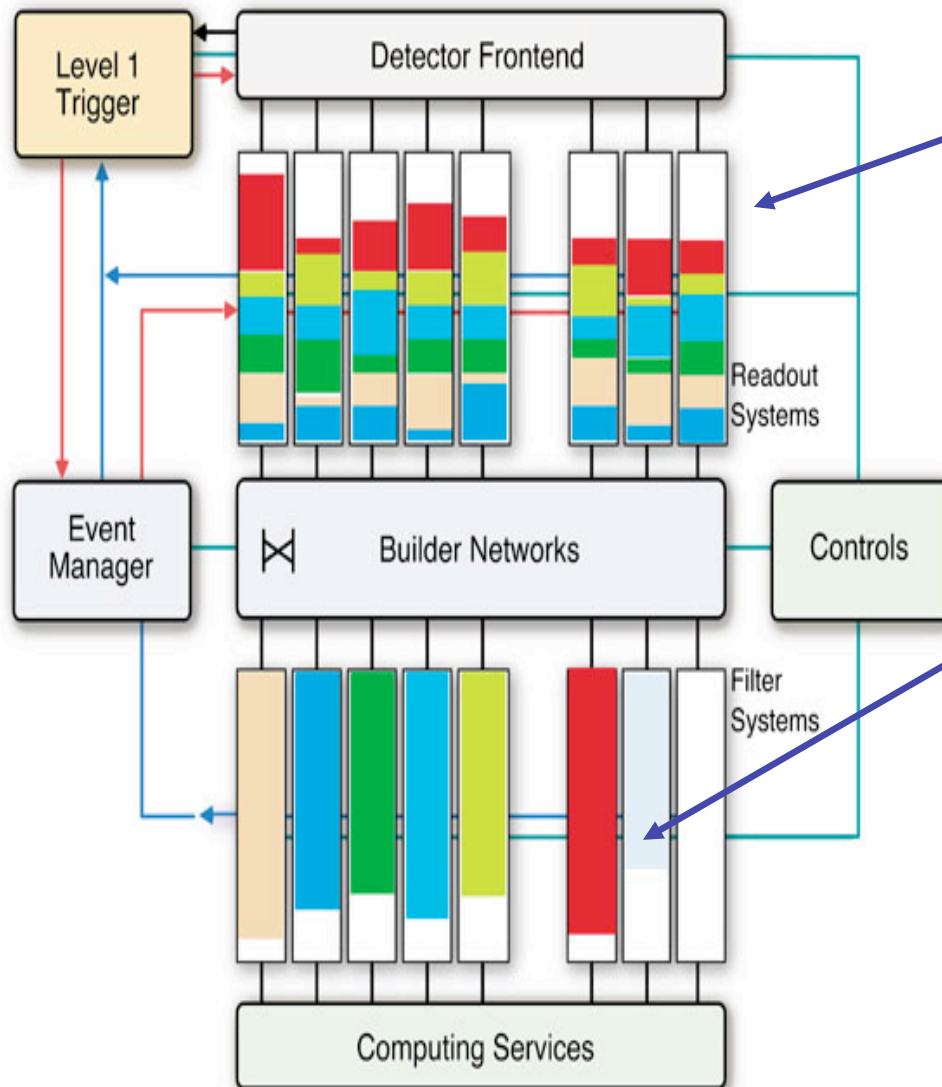 Level 1
Trigger
Detector Frontend
Readout
Systems
Event
Manager
Builder Networks
Controls
Filter
Systems
Computing Services